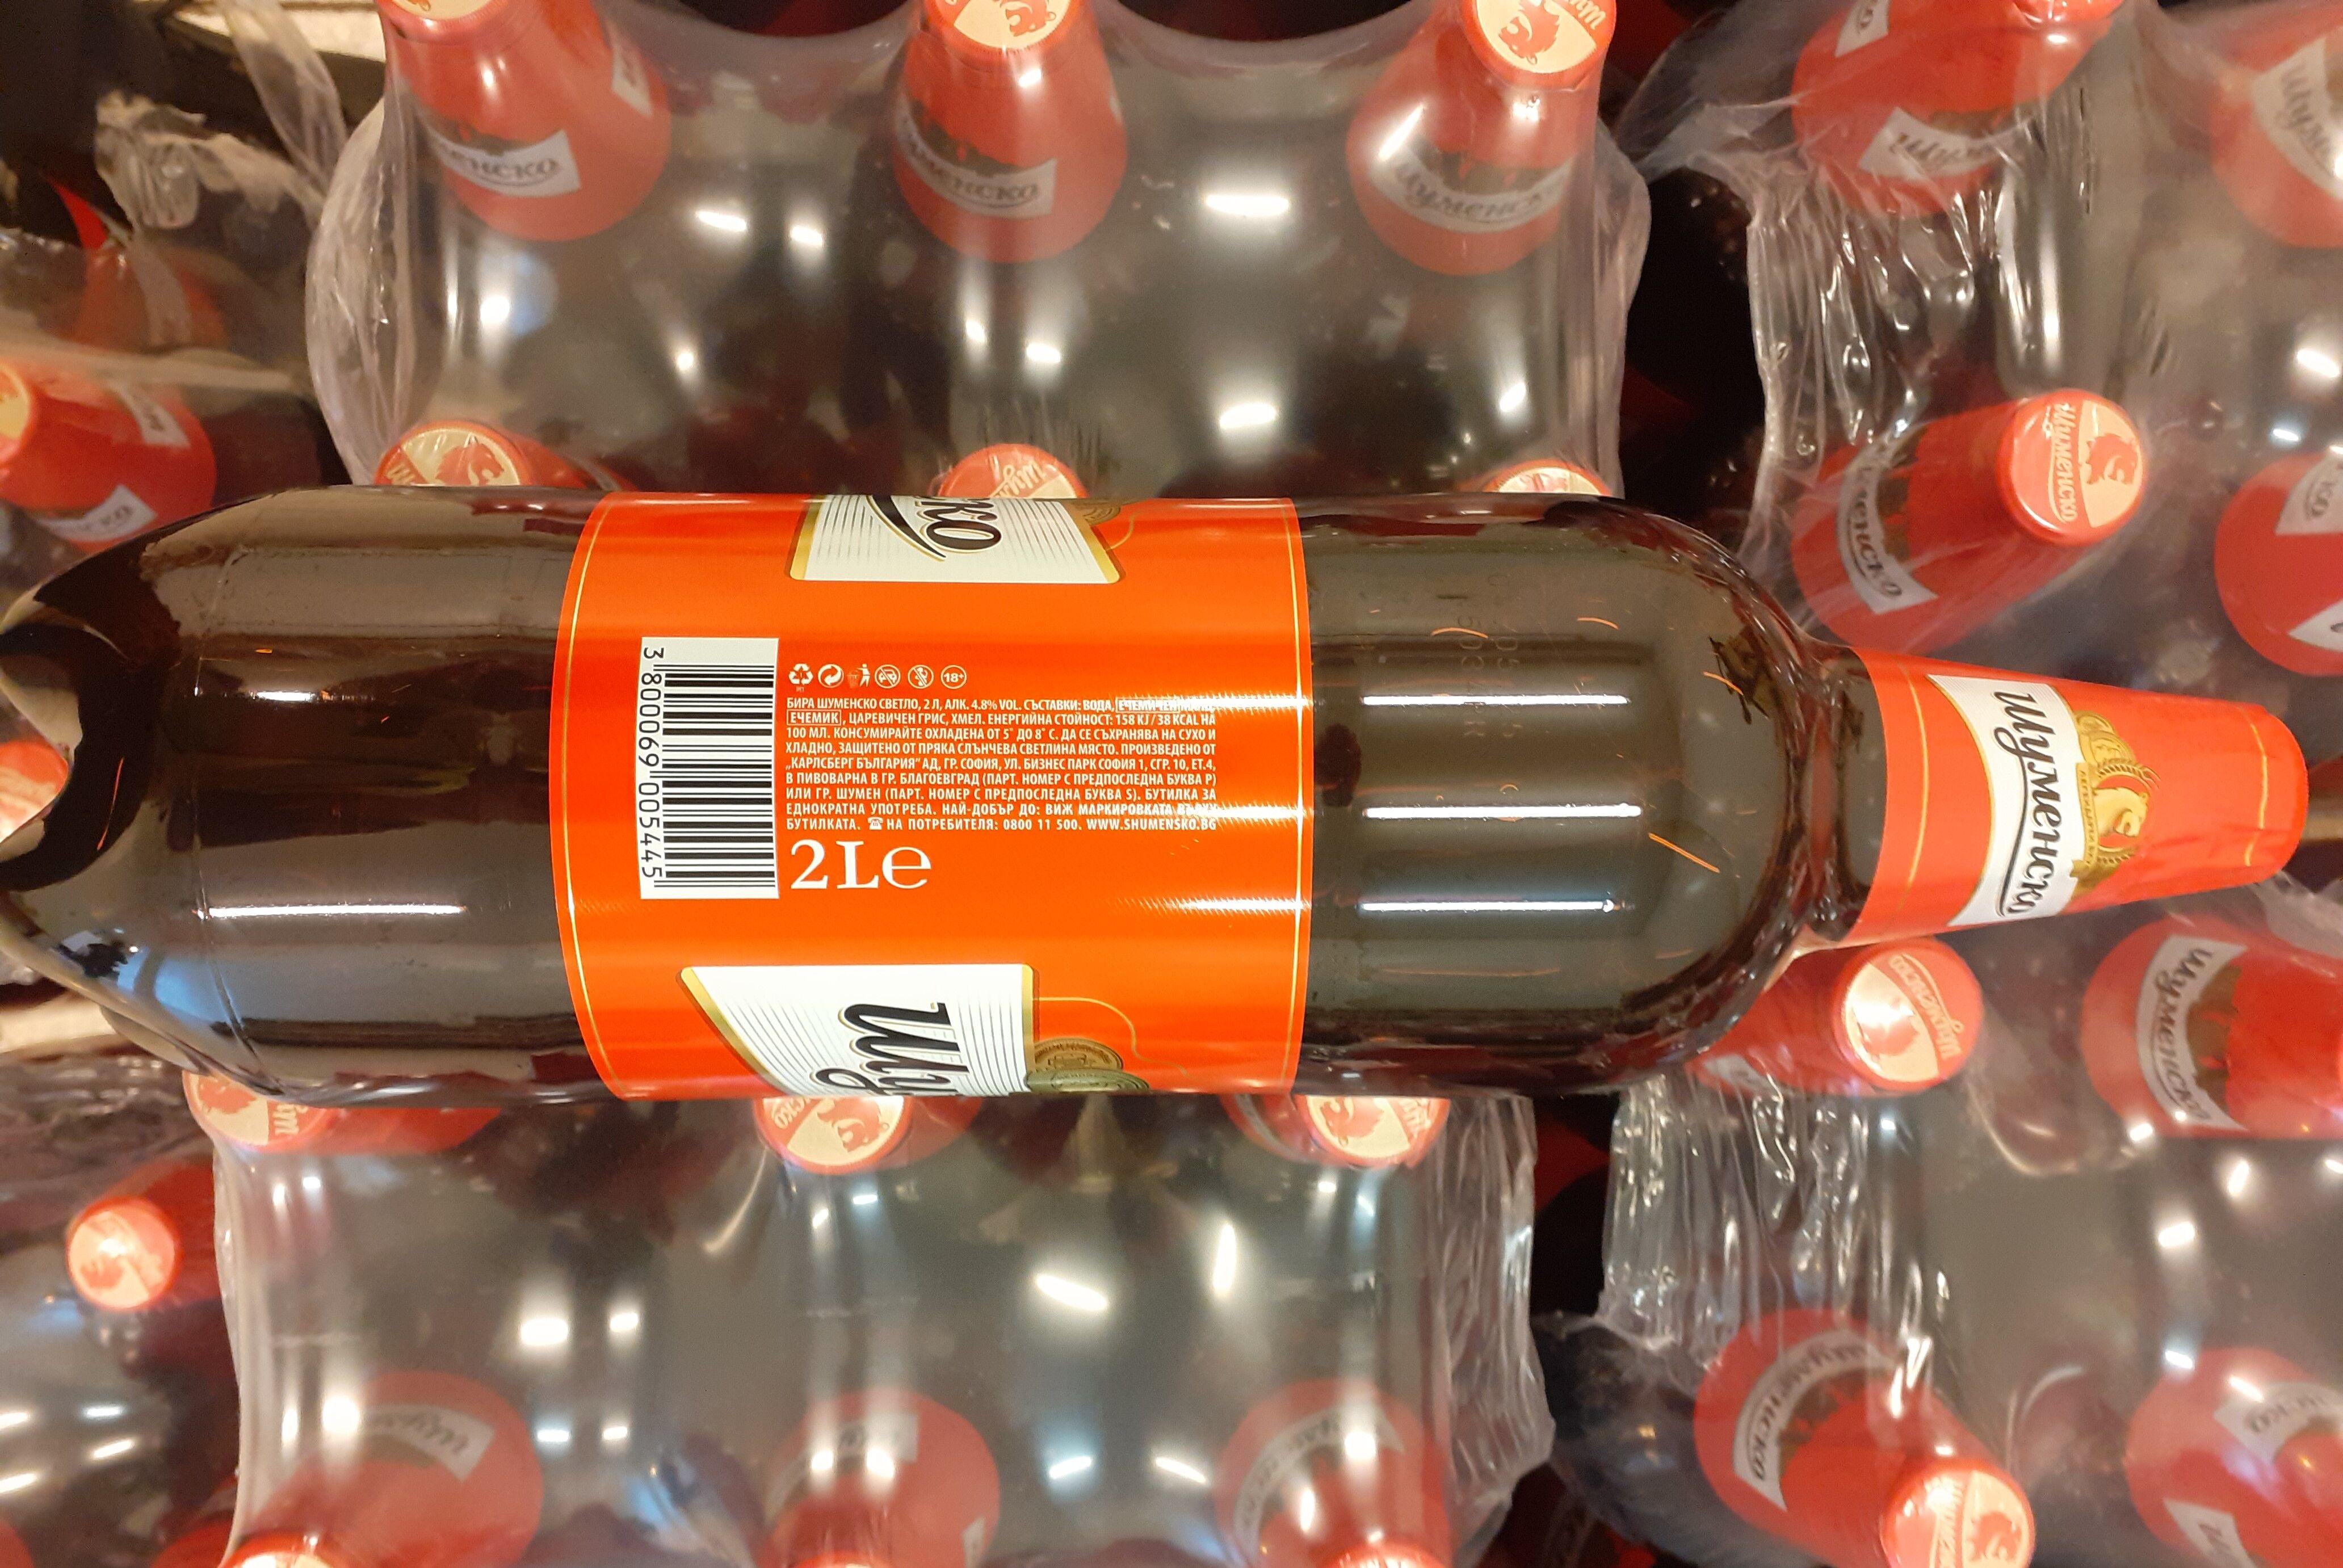 Шуменско
3 800069 005445
18+
БИРА ШУМЕНСКО СВЕТЛО, 2 Л, АЛК. 4.8% VOL. СЪСТАВКИ: ВОДА, ЕЧЕМИЧЕН МАЛЦ,
ЕЧЕМИК, ЦАРЕВИЧЕН ГРИС, ХМЕЛ. ЕНЕРГИЙНА СТОЙНОСТ: 158 KJ / 38 KCAL НА
100 МЛ. КОНСУМИРАЙТЕ ОХЛАДЕНА ОТ 5˚ ДО 8˚ С. ДА СЕ СЪХРАНЯВА НА СУХО И
ХЛАДНО, ЗАЩИТЕНО ОТ ПРЯКА СЛЪНЧЕВА СВЕТЛИНА МЯСТО. ПРОИЗВЕДЕНО ОТ
„КАРЛСБЕРГ БЪЛГАРИЯ“ АД, ГР. СОФИЯ, УЛ. БИЗНЕС ПАРК СОФИЯ 1, СГР. 10, ЕТ.4,
В ПИВОВАРНА В ГР. БЛАГОЕВГРАД (ПАРТ. НОМЕР С ПРЕДПОСЛЕДНА БУКВА P)
ИЛИ ГР. ШУМЕН (ПАРТ. НОМЕР С ПРЕДПОСЛЕДНА БУКВА S). БУТИЛКА ЗА
ЕДНОКРАТНА УПОТРЕБА. НАЙ-ДОБЪР ДО: ВИЖ МАРКИРОВКАТА ВЪРХУ
БУТИЛКАТА. ☎ НА ПОТРЕБИТЕЛЯ: 0800 11 500. WWW.SHUMENSKO.BG
2 L e